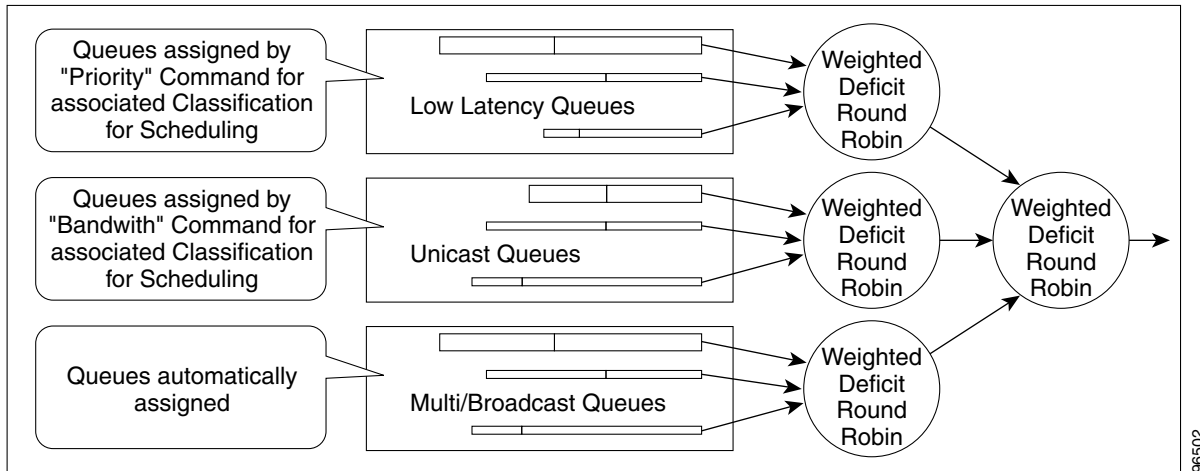 Queues assigned by
"Priority" Command for
associated Classification
for Scheduling
Low Latency Queues
Weighted
Deficit
Round
Robin
Queues assigned by
"Bandwith" Command for
associated Classification
for Scheduling
Unicast Queues
Weighted
Deficit
Round
Robin
Weighted
Deficit
Round
Robin
Queues automatically
assigned
Multi/Broadcast Queues
Weighted
Deficit
Round
Robin
96502